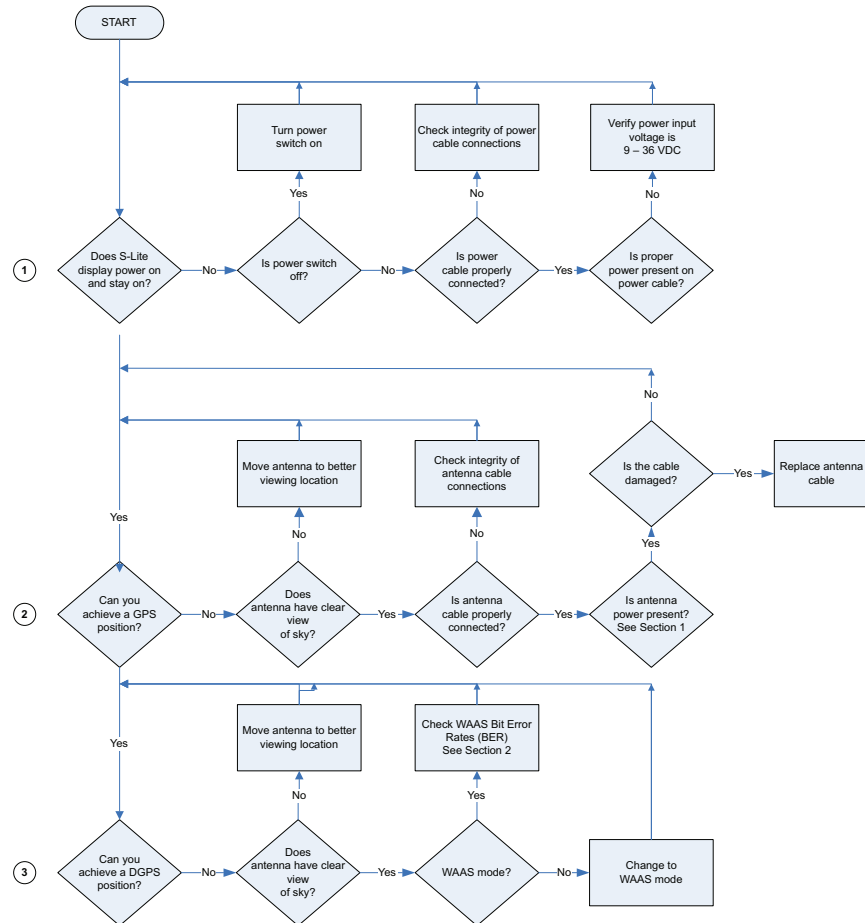 START
Turn power
switch on
Check integrity of power
cable connections
Verify power input
voltage is
9 – 36 VDC
Yes
No
No
1
Does S-Lite
display power on
and stay on?
No
Is power switch
off?
No
Is power
cable properly
connected?
Yes
Is proper
power present on
power cable?
No
Move antenna to better
viewing location
Check integrity of
antenna cable
connections
Is the cable
damaged?
Yes
Replace antenna
cable
Yes
No
No
Yes
2
Can you
achieve a GPS
position?
No
Does
antenna have clear
view
of sky?
Yes
Is antenna
cable properly
connected?
Yes
Is antenna
power present?
See Section 1
Yes
Move antenna to better
viewing location
Check WAAS Bit Error
Rates (BER)
See Section 2
No
Yes
3
Can you
achieve a DGPS
position?
No
Does
antenna have clear
view
of sky?
Yes
WAAS mode?
No
Change to
WAAS mode